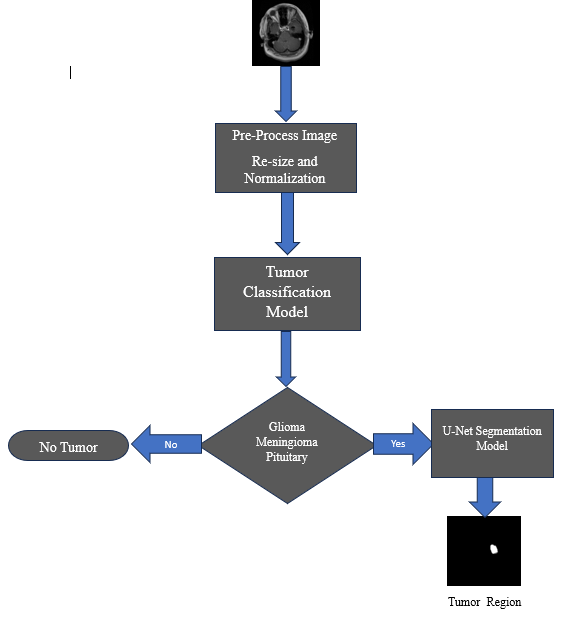 Pre-Process Image
Re-size and
Normalization
Tumor
Classification
Model
Glioma
Meningioma
Pituitary
No
No Tumor
Yes
U-Net Segmentation
Model
Tumor Region